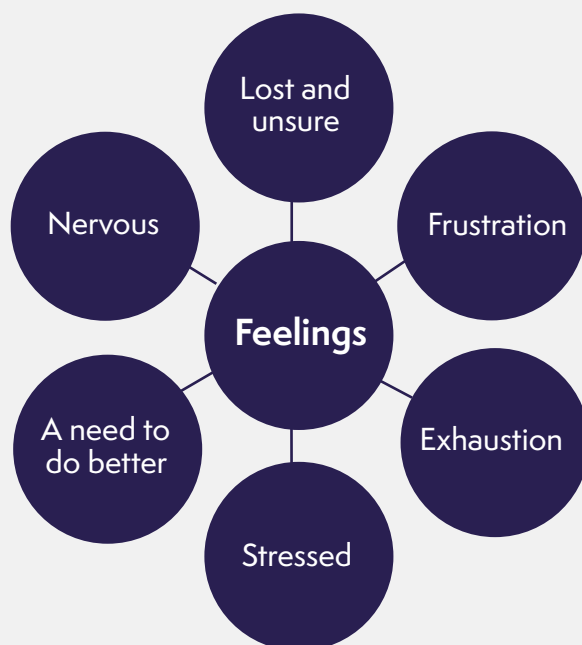 Lost and
unsure
Nervous
Frustration
Feelings
A need to
do better
Exhaustion
Stressed